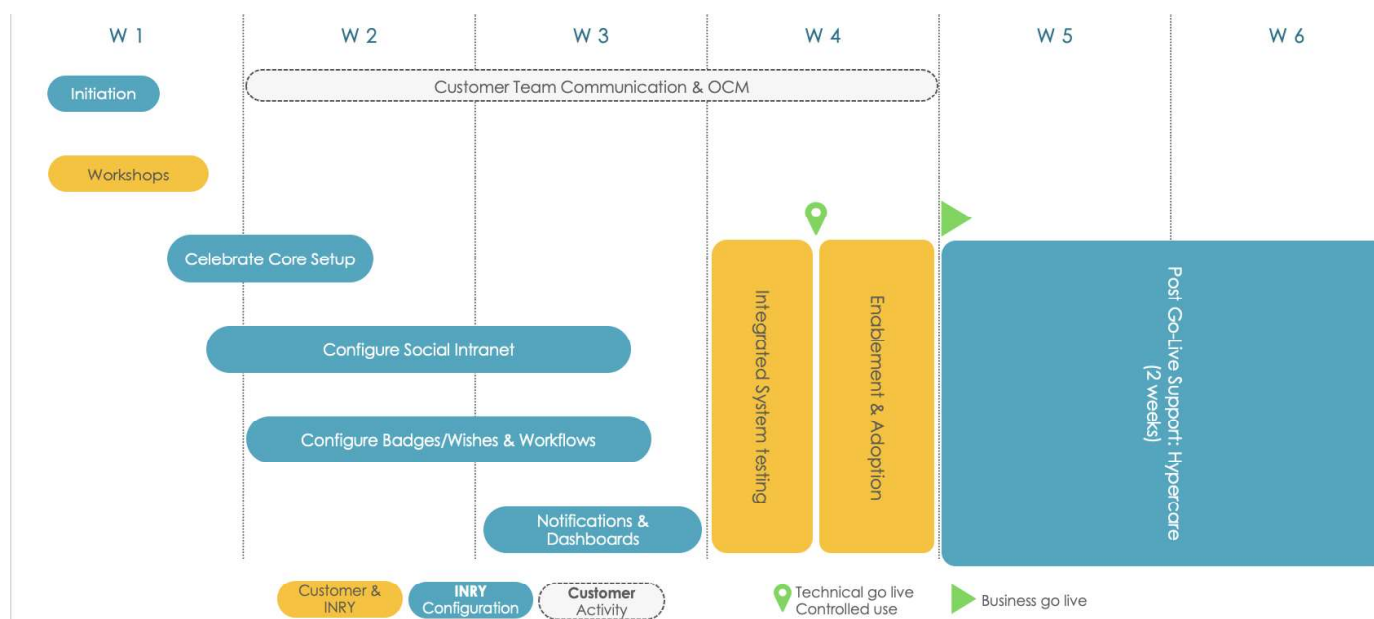 W 1
W 2
W 3
W 4
W 5
W 6
Initiation
Customer Team Communication & OCM
Workshops
Celebrate Core Setup
Configure Social Intranet
Configure Badges/Wishes & Workflows
Notifications &
Dashboards
Integrated System testing
Enablement & Adoption
Post Go-Live Support: Hypercare
(2 weeks)
Customer &
INRY
INRY
Configuration
Customer
Activity
Technical go live
Controlled use
Business go live